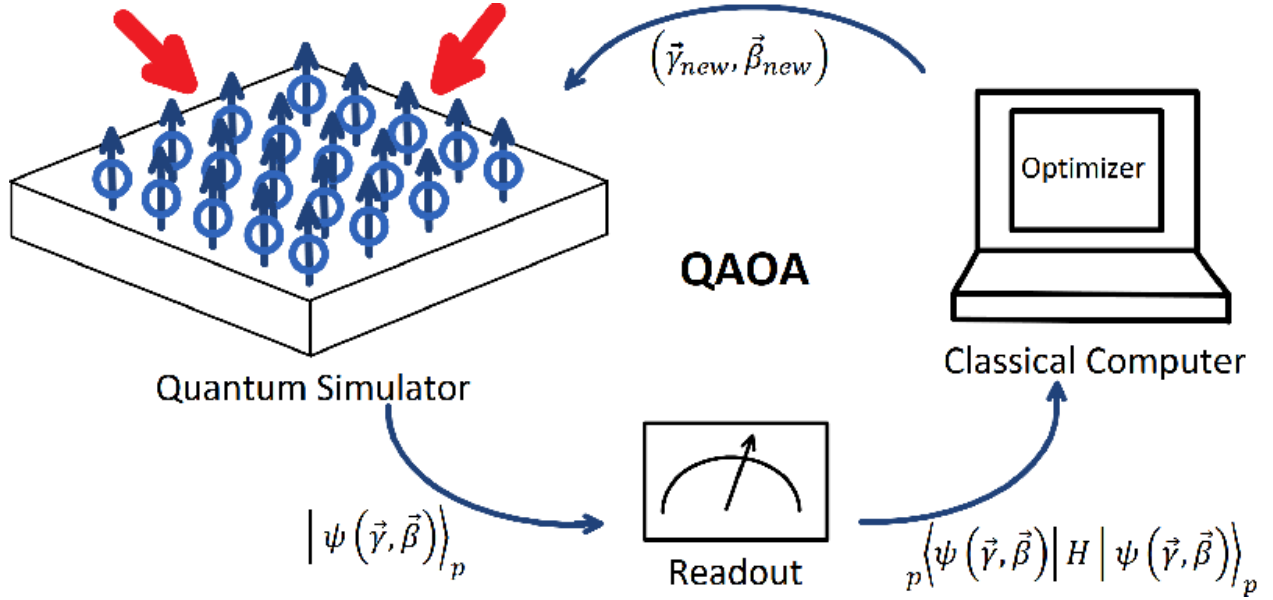 (γ⃗new, β⃗new)
Optimizer
QAOA
Classical Computer
Quantum Simulator
| ψ (γ⃗, β⃗)⟩p
Readout
p⟨ψ (γ⃗, β⃗)| H | ψ (γ⃗, β⃗)⟩p